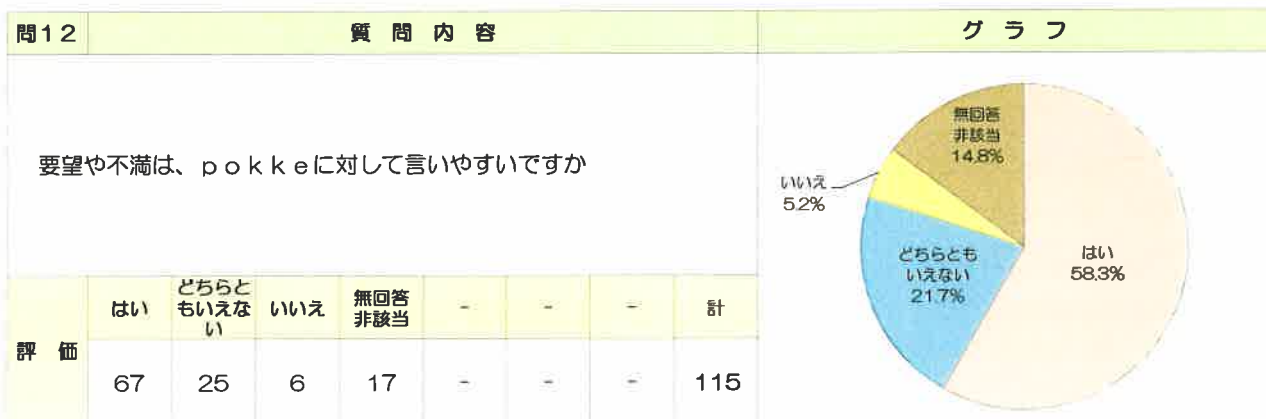 問12 質問内容 グラフ
要望や不満は、ｐｏｋｋｅに対して言いやすいですか
無回答
非該当
14.8%
いいえ
5.2%
どちらとも
いえない
21.7%
はい
58.3%
評価
はい
どちらと
もいえな
い
いいえ
無回答
非該当
-
-
-
計
67 25 6 17 - - - 115